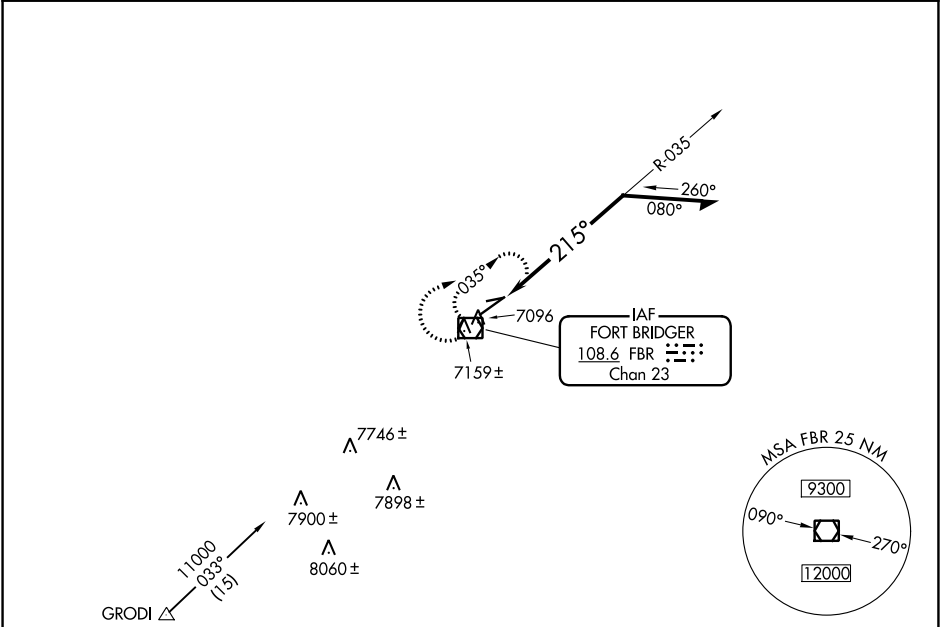 R-035
260°
080°
215°
035°
7096
IAF
FORT BRIDGER
108.6 FBR
Chan 23
7159 ±
7746 ±
7898 ±
7900 ±
8060 ±
11000
033°
(15)
GRODI
MSA FBR 25 NM
9300
090°
270°
12000